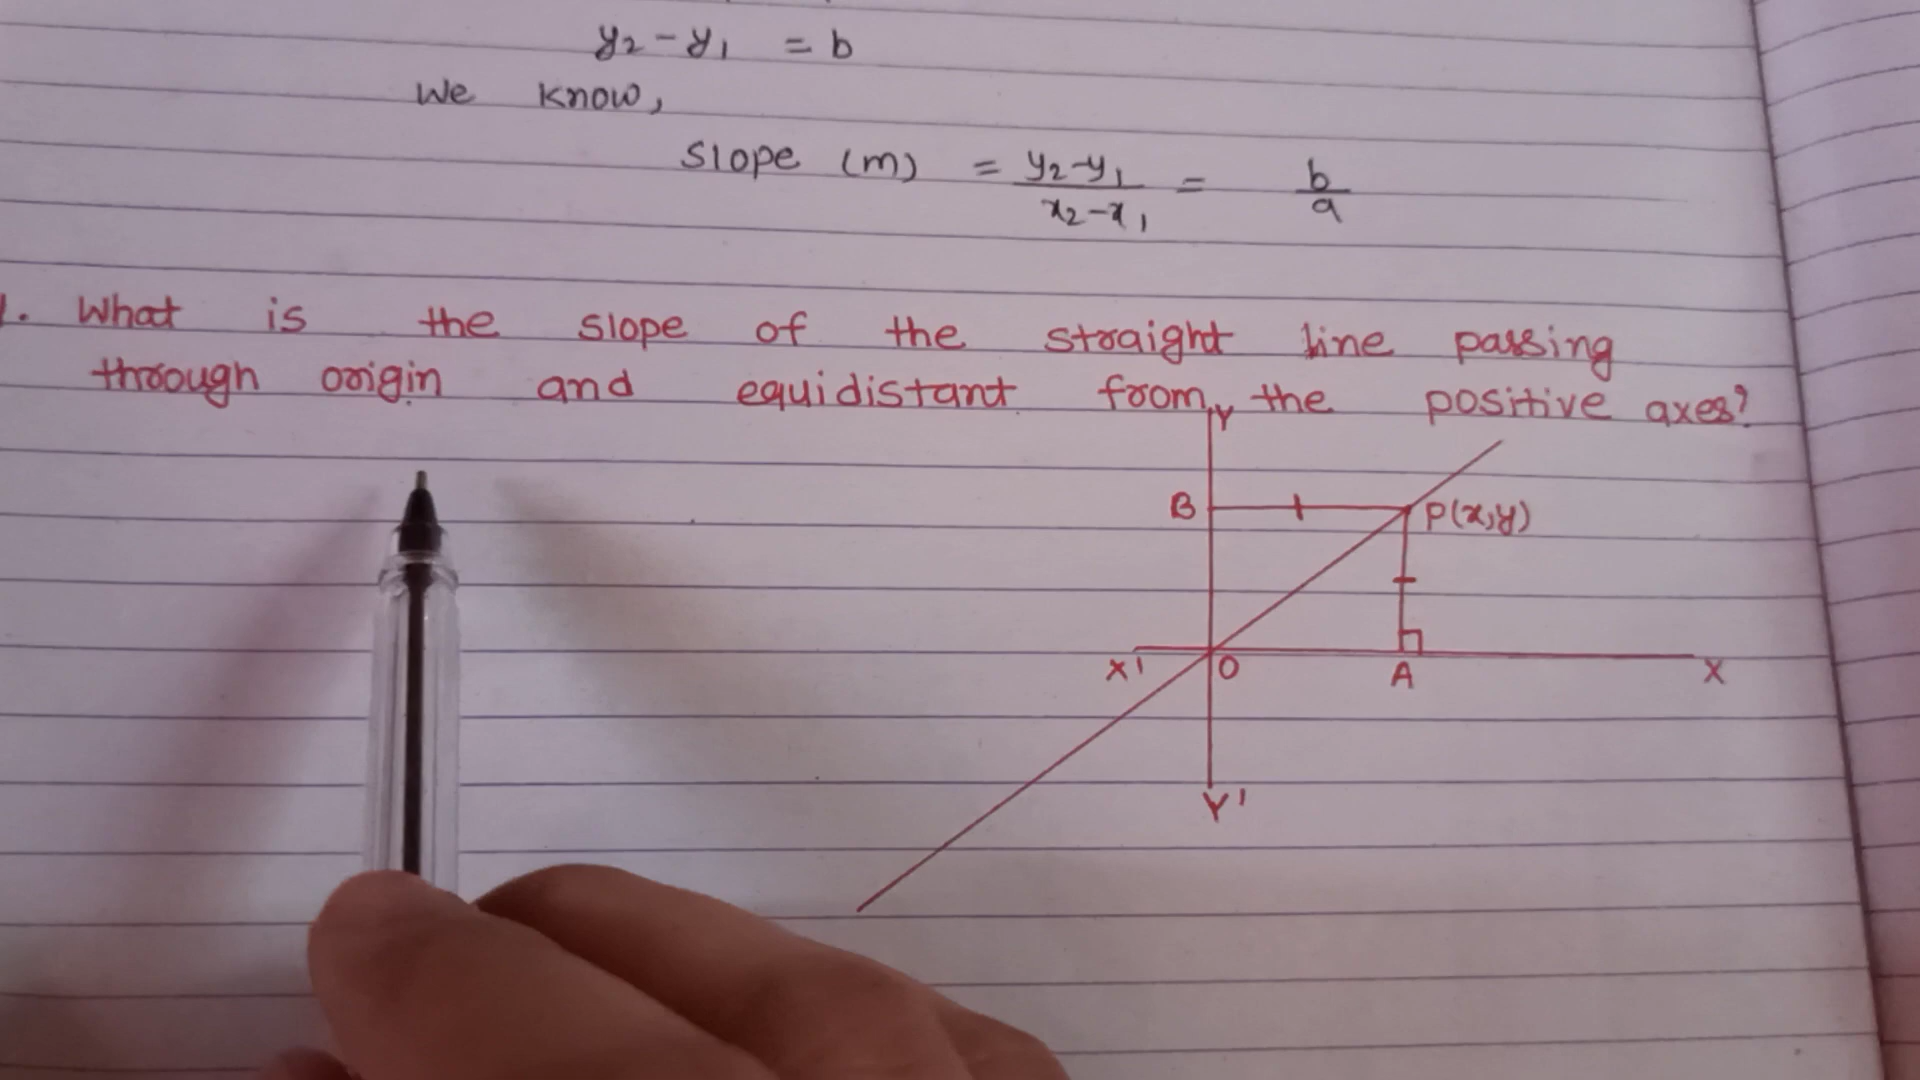 y₂ - y₁ = b
We know,
Slope (m) = y₂-y₁ / x₂-x₁ = b/a
1. What is the slope of the straight line passing
through origin and equidistant from the positive axes?
Y
B
P(x,y)
X'
O
A
X
Y'